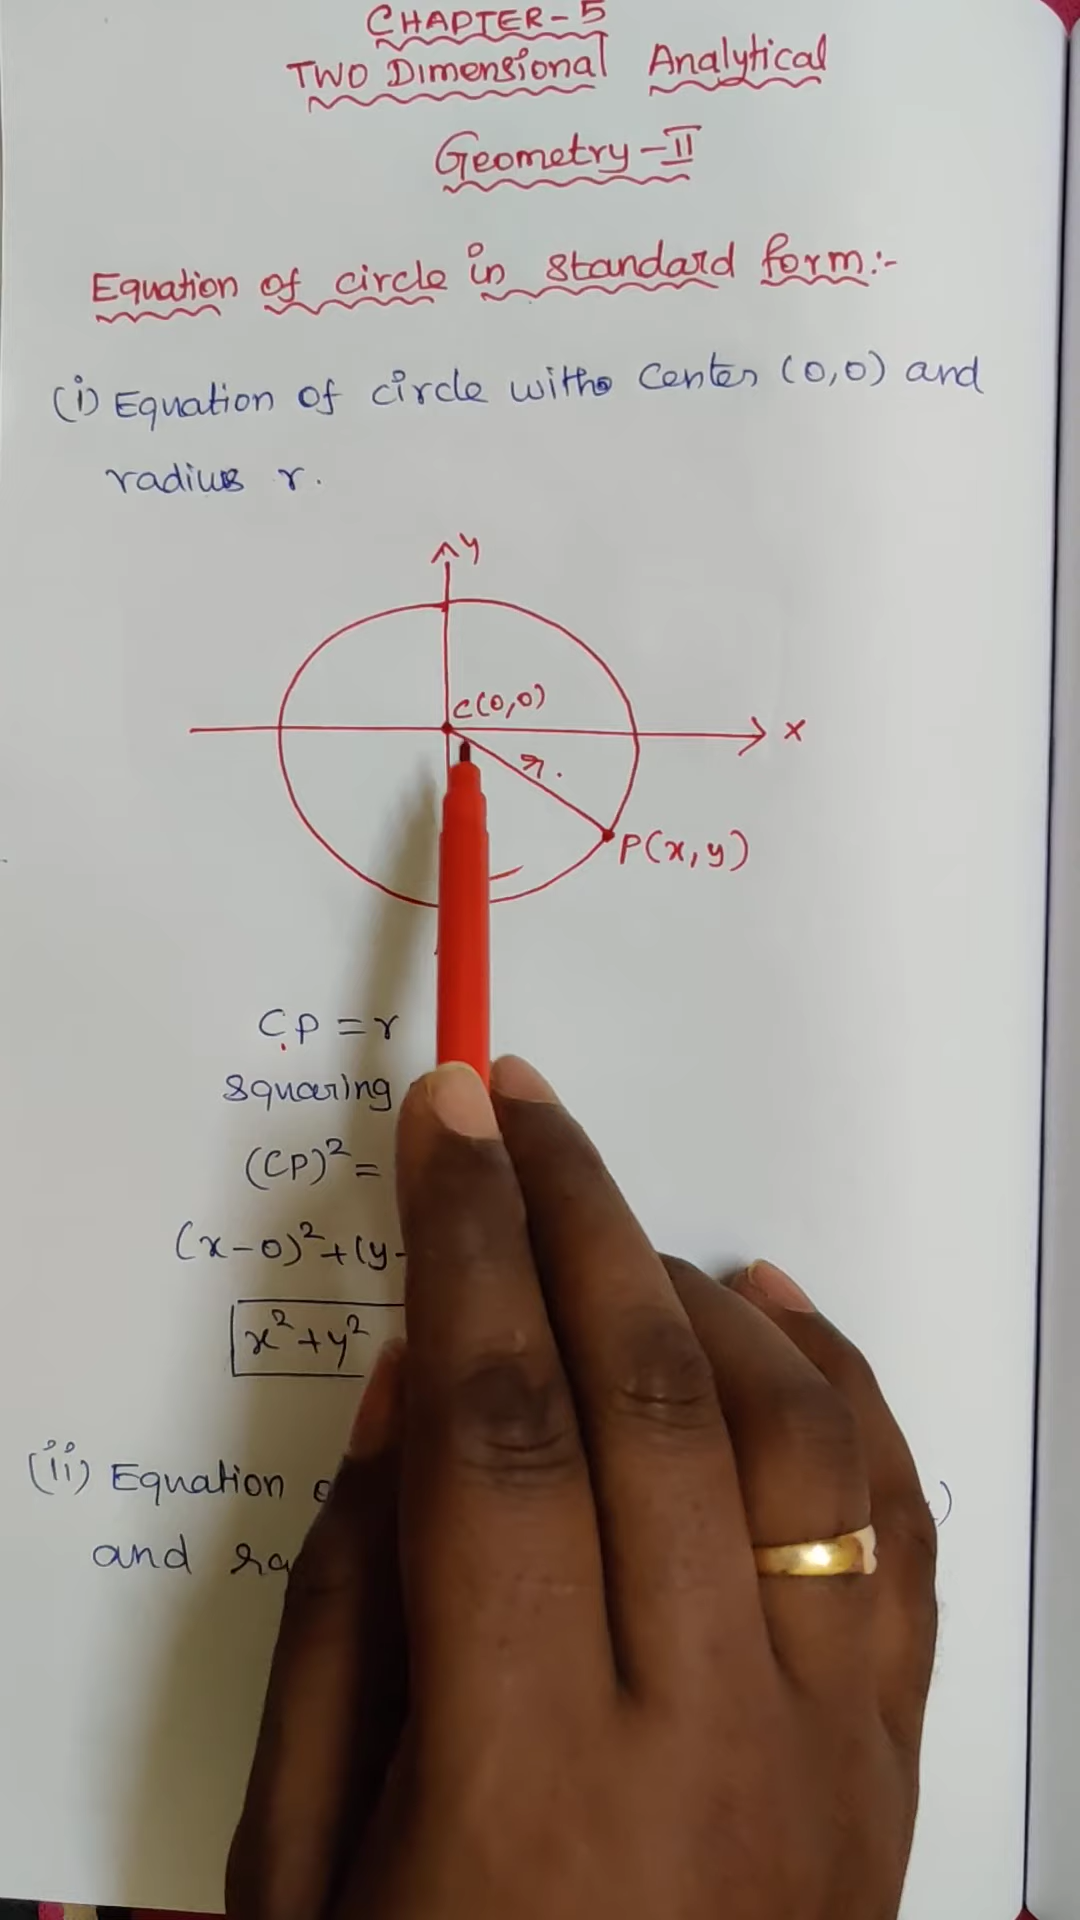 CHAPTER-5
TWO Dimensional Analytical
Geometry-II
Equation of circle in standard form:-
(i) Equation of circle with center (0,0) and
radius r.
y
C(0,0)
x
r.
P(x,y)
CP = r
squaring
(CP)² =
(x-0)²+(y-
x²+y²
(ii) Equation
and